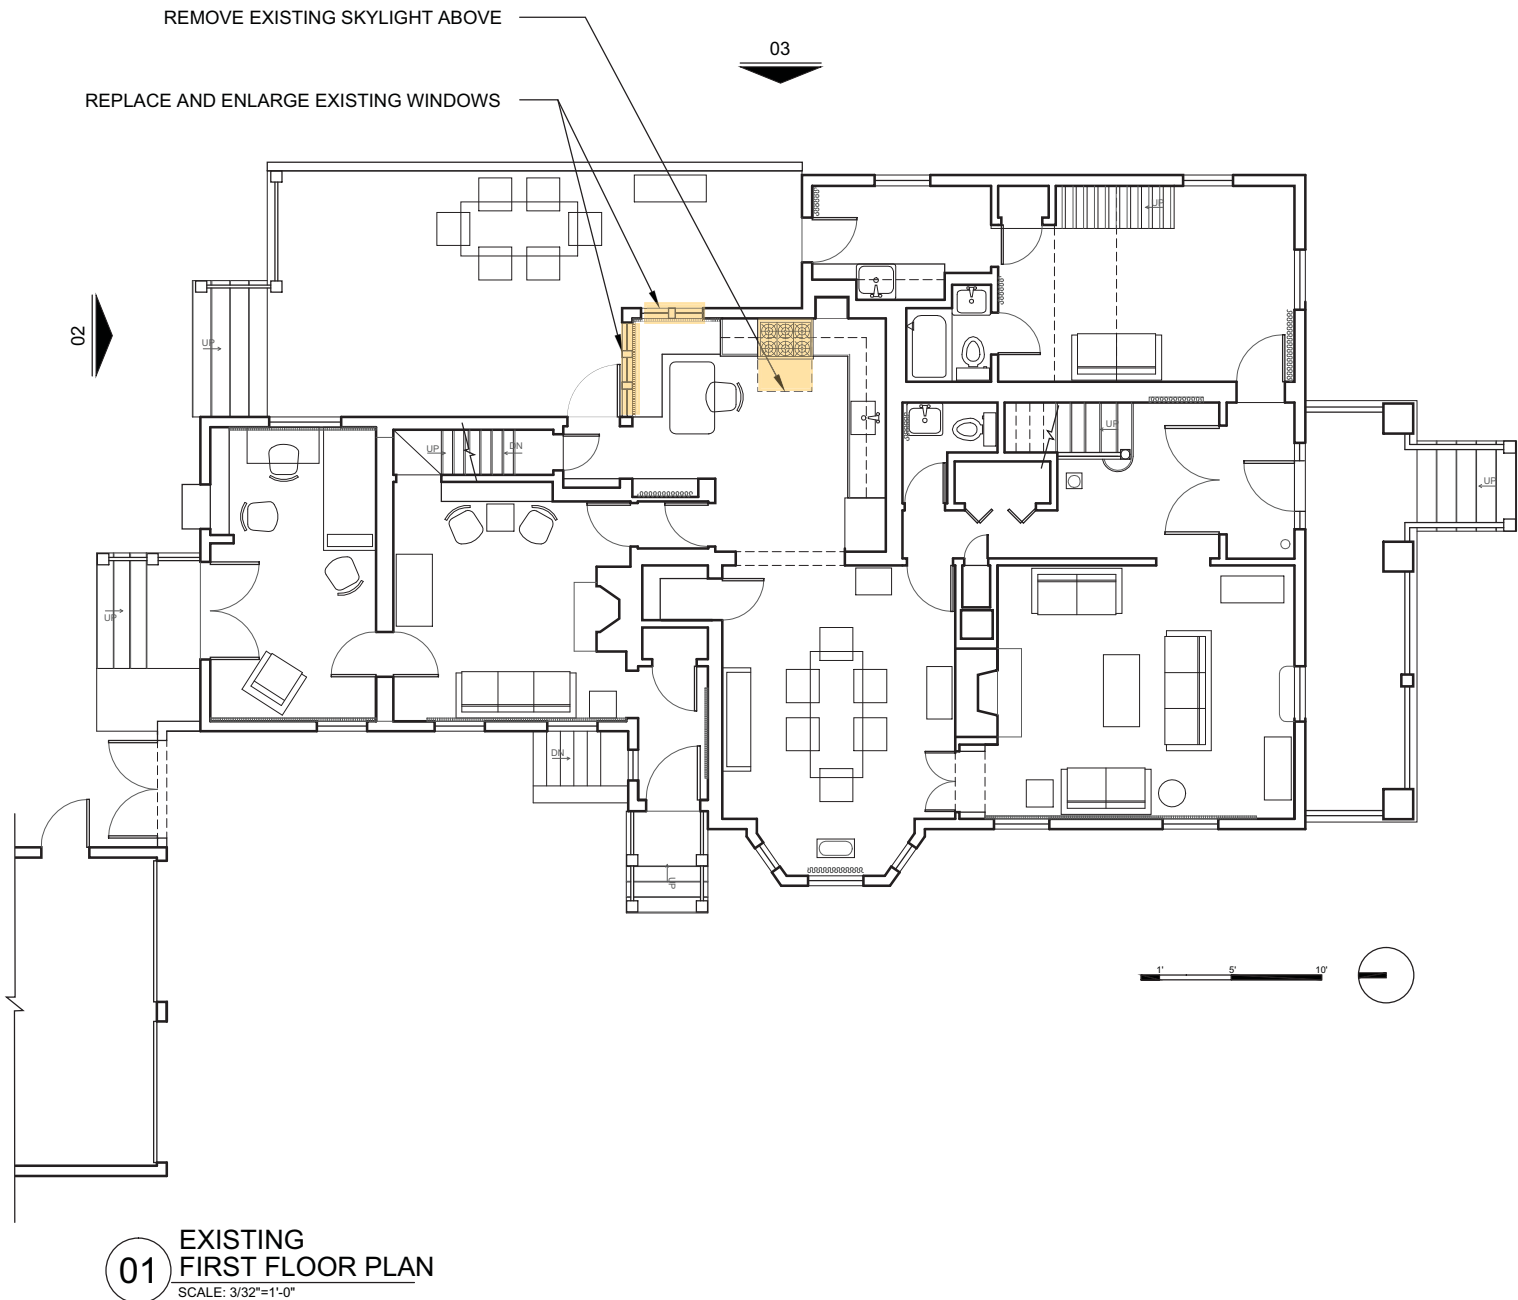 REMOVE EXISTING SKYLIGHT ABOVE
03
REPLACE AND ENLARGE EXISTING WINDOWS
UP
02
UP
UP
UP
DN
UP
UP
DN
UP
1' 5' 10'
01
EXISTING
FIRST FLOOR PLAN
SCALE: 3/32"=1'-0"